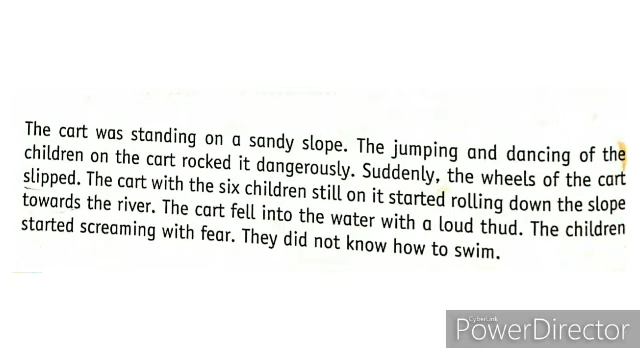 The cart was standing on a sandy slope. The jumping and dancing of the
children on the cart rocked it dangerously. Suddenly, the wheels of the cart
slipped. The cart with the six children still on it started rolling down the slope
towards the river. The cart fell into the water with a loud thud. The children
started screaming with fear. They did not know how to swim.
CyberLink
PowerDirector